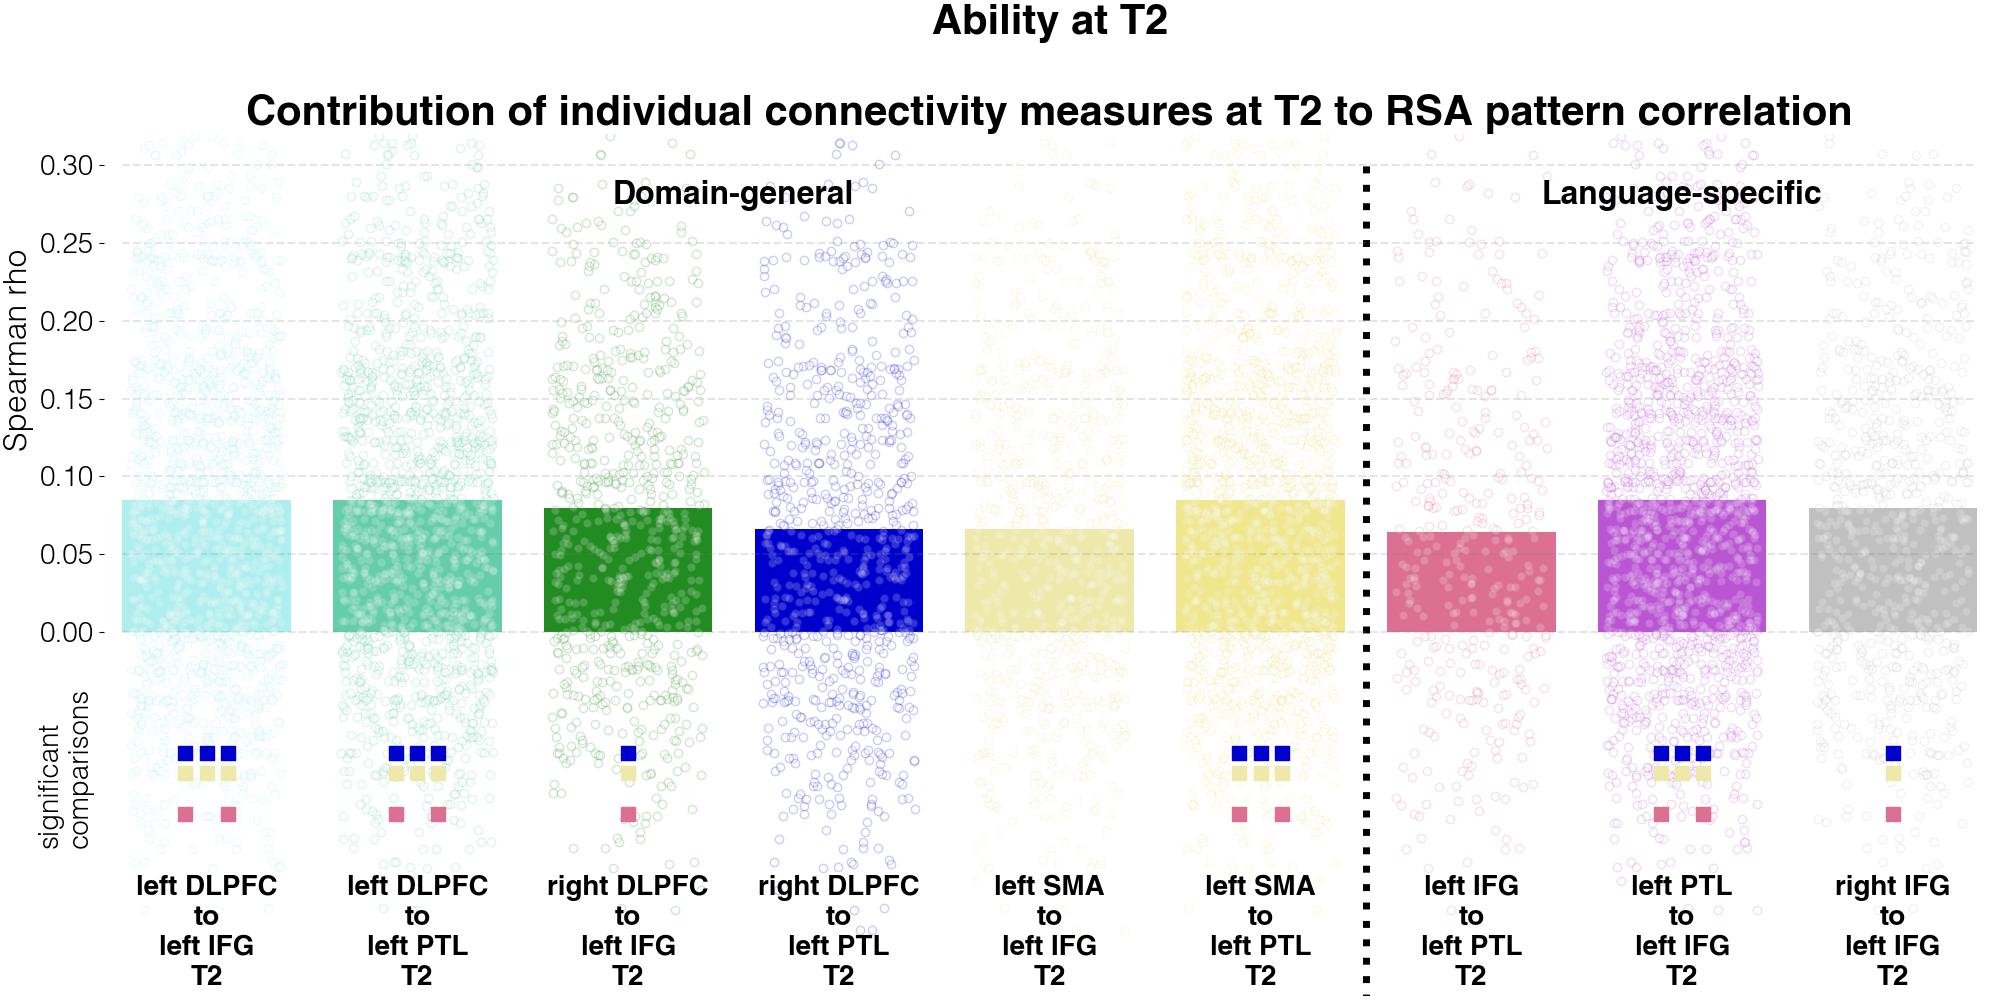 Ability at T2
Contribution of individual connectivity measures at T2 to RSA pattern correlation
Domain-general
Language-specific
Spearman rho
0.30
0.25
0.20
0.15
0.10
0.05
0.00
significant
comparisons
left DLPFC
to
left IFG
T2
left DLPFC
to
left PTL
T2
right DLPFC
to
left IFG
T2
right DLPFC
to
left PTL
T2
left SMA
to
left IFG
T2
left SMA
to
left PTL
T2
left IFG
to
left PTL
T2
left PTL
to
left IFG
T2
right IFG
to
left IFG
T2